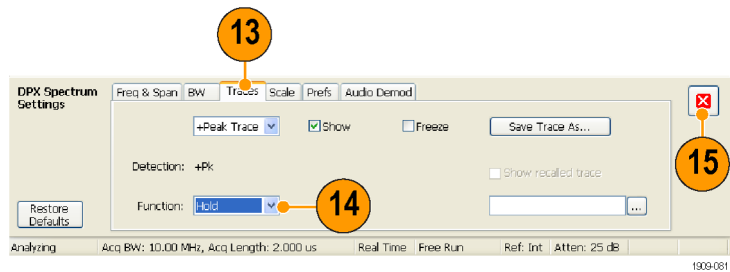 13
DPX Spectrum Settings
Freq & Span BW Traces Scale Prefs Audio Demod
+Peak Trace Show Freeze Save Trace As...
15
Detection: +Pk Show recalled trace
Function: Hold ...
14
Restore Defaults
Analyzing Acq BW: 10.00 MHz, Acq Length: 2.000 us Real Time Free Run Ref: Int Atten: 25 dB
1909-081